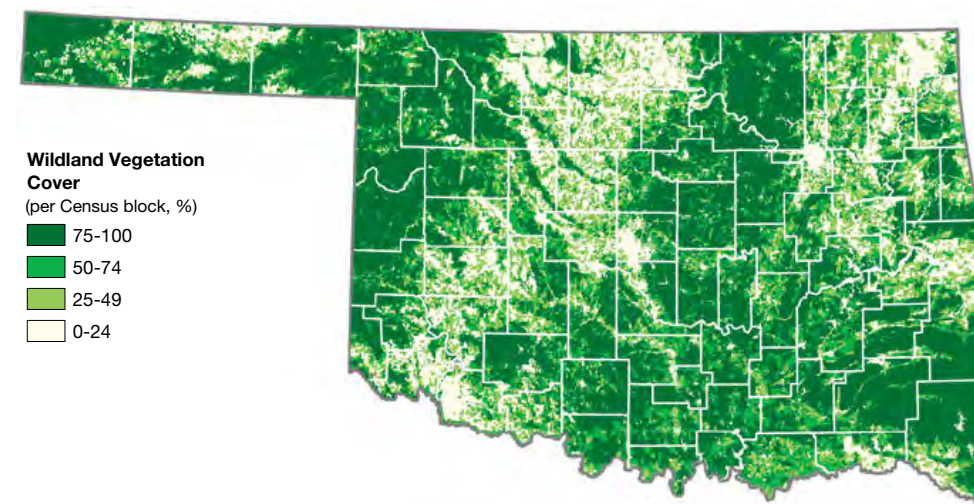 Wildland Vegetation
Cover
(per Census block, %)
75-100
50-74
25-49
0-24